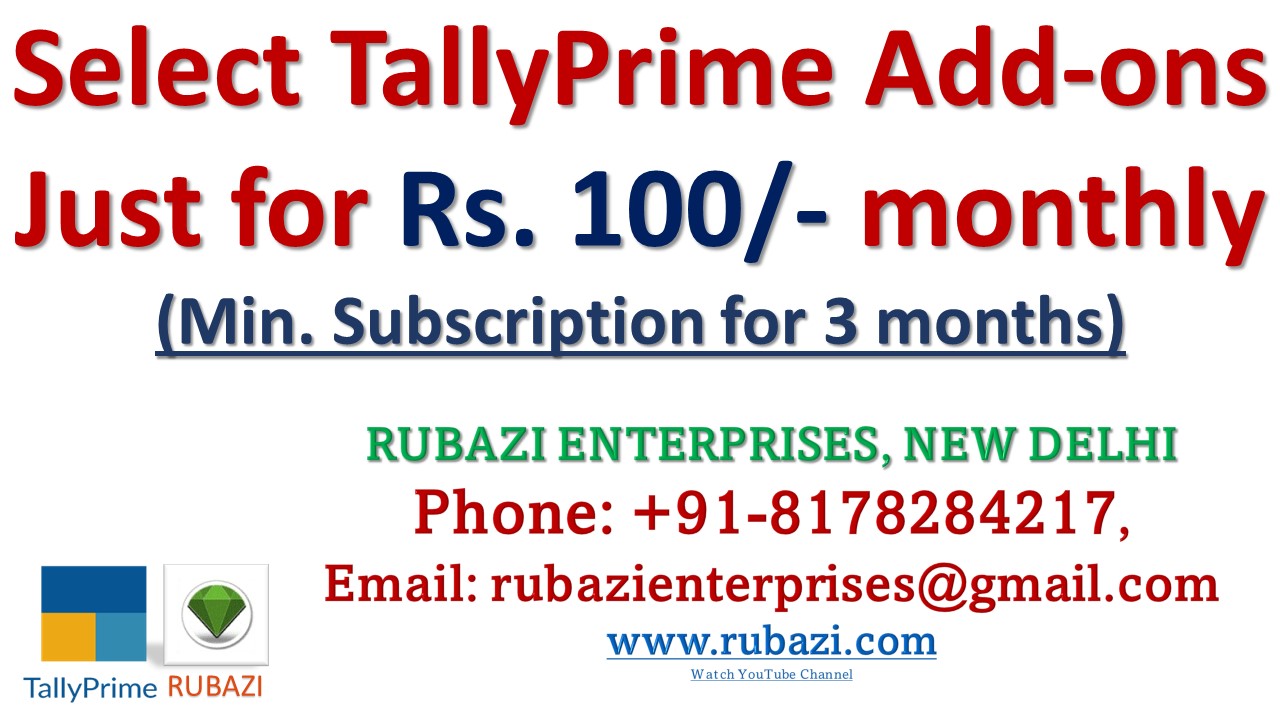 Select TallyPrime Add-ons
Just for Rs. 100/- monthly
(Min. Subscription for 3 months)
RUBAZI ENTERPRISES, NEW DELHI
Phone: +91-8178284217,
Email: rubazienterprises@gmail.com
www.rubazi.com
Watch YouTube Channel
TallyPrime RUBAZI